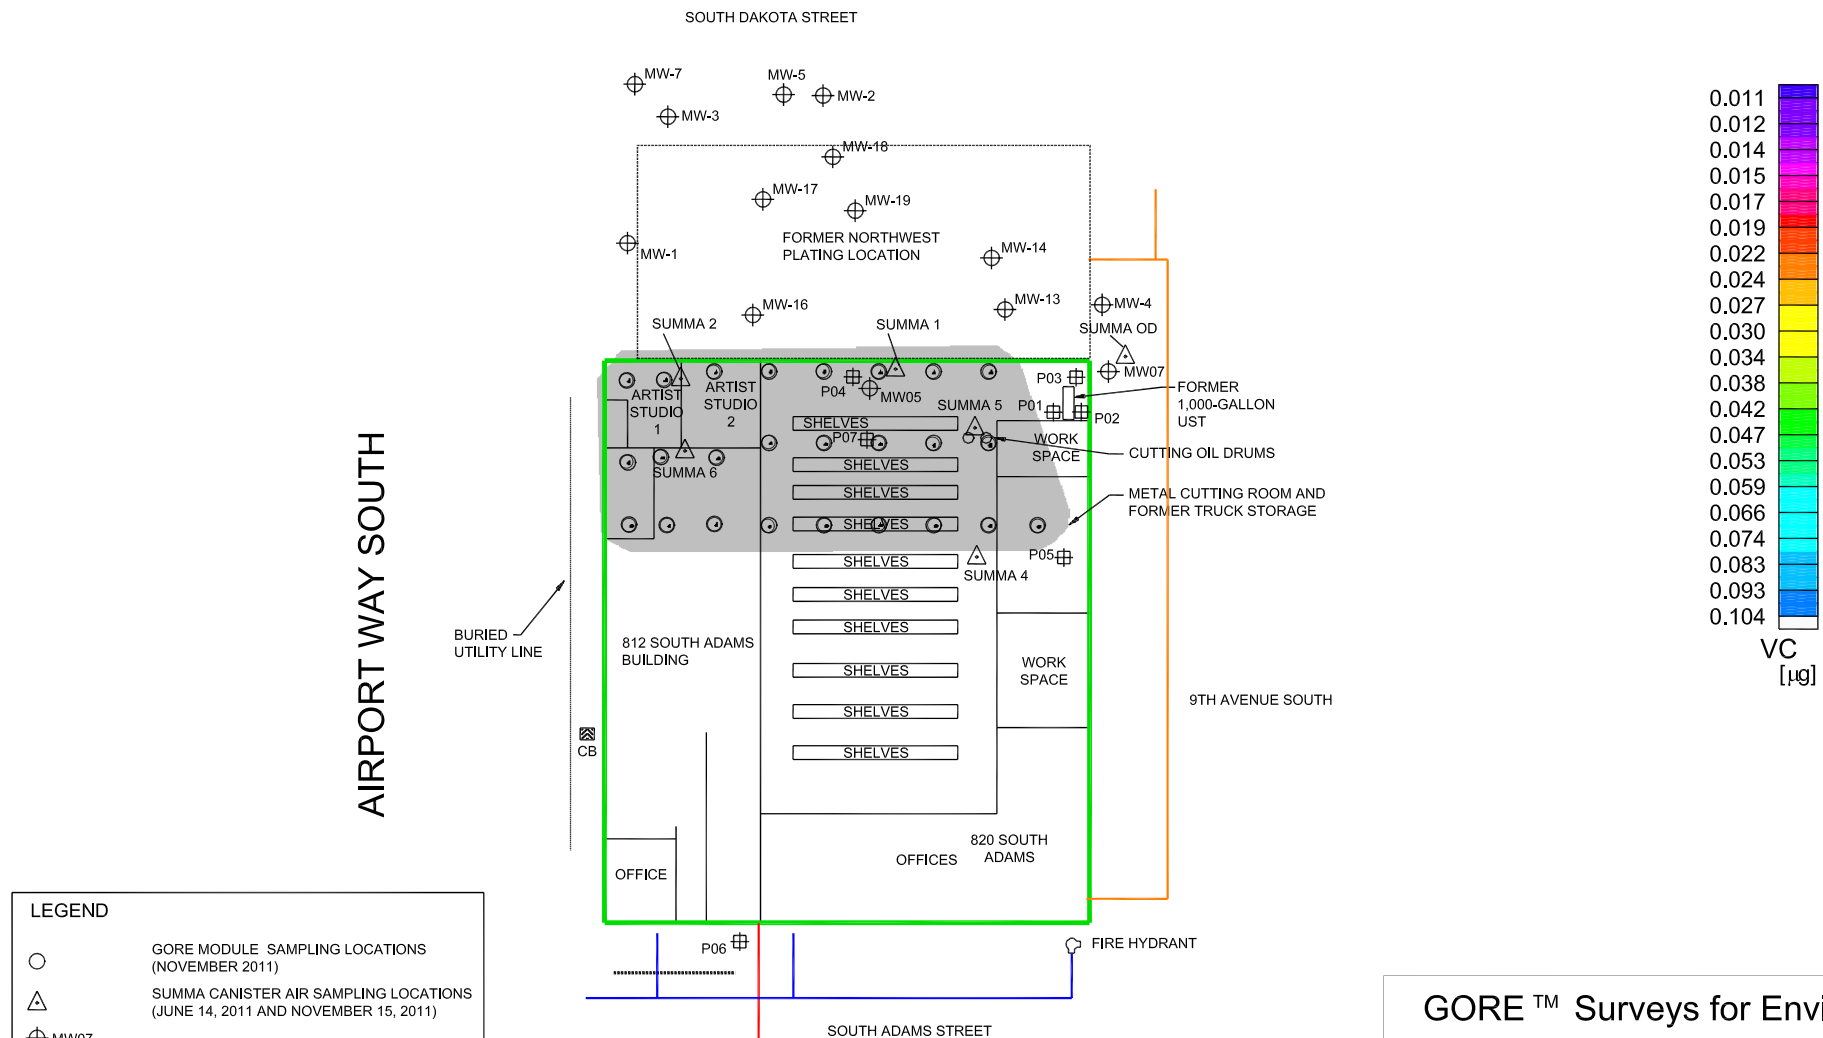 SOUTH DAKOTA STREET
MW-7
MW-5
MW-2
MW-3
MW-18
MW-17
MW-19
FORMER NORTHWEST
PLATING LOCATION
MW-1
MW-14
MW-16
MW-13
MW-4
SUMMA 2
SUMMA 1
SUMMA OD
ARTIST
STUDIO
1
ARTIST
STUDIO
2
P04
MW05
P03
MW07
FORMER
1,000-GALLON
UST
SUMMA 5
P01
P02
SHELVES
P07
WORK
SPACE
CUTTING OIL DRUMS
SUMMA 6
SHELVES
SHELVES
METAL CUTTING ROOM AND
FORMER TRUCK STORAGE
SHELVES
P05
SHELVES
SUMMA 4
SHELVES
AIRPORT WAY SOUTH
BURIED
UTILITY LINE
812 SOUTH ADAMS
BUILDING
SHELVES
SHELVES
WORK
SPACE
9TH AVENUE SOUTH
SHELVES
CB
SHELVES
820 SOUTH
ADAMS
OFFICES
OFFICE
P06
FIRE HYDRANT
SOUTH ADAMS STREET
0.011
0.012
0.014
0.015
0.017
0.019
0.022
0.024
0.027
0.030
0.034
0.038
0.042
0.047
0.053
0.059
0.066
0.074
0.083
0.093
0.104
VC
[µg]
LEGEND
GORE MODULE SAMPLING LOCATIONS
(NOVEMBER 2011)
SUMMA CANISTER AIR SAMPLING LOCATIONS
(JUNE 14, 2011 AND NOVEMBER 15, 2011)
MW07
GORE ™ Surveys for Envi